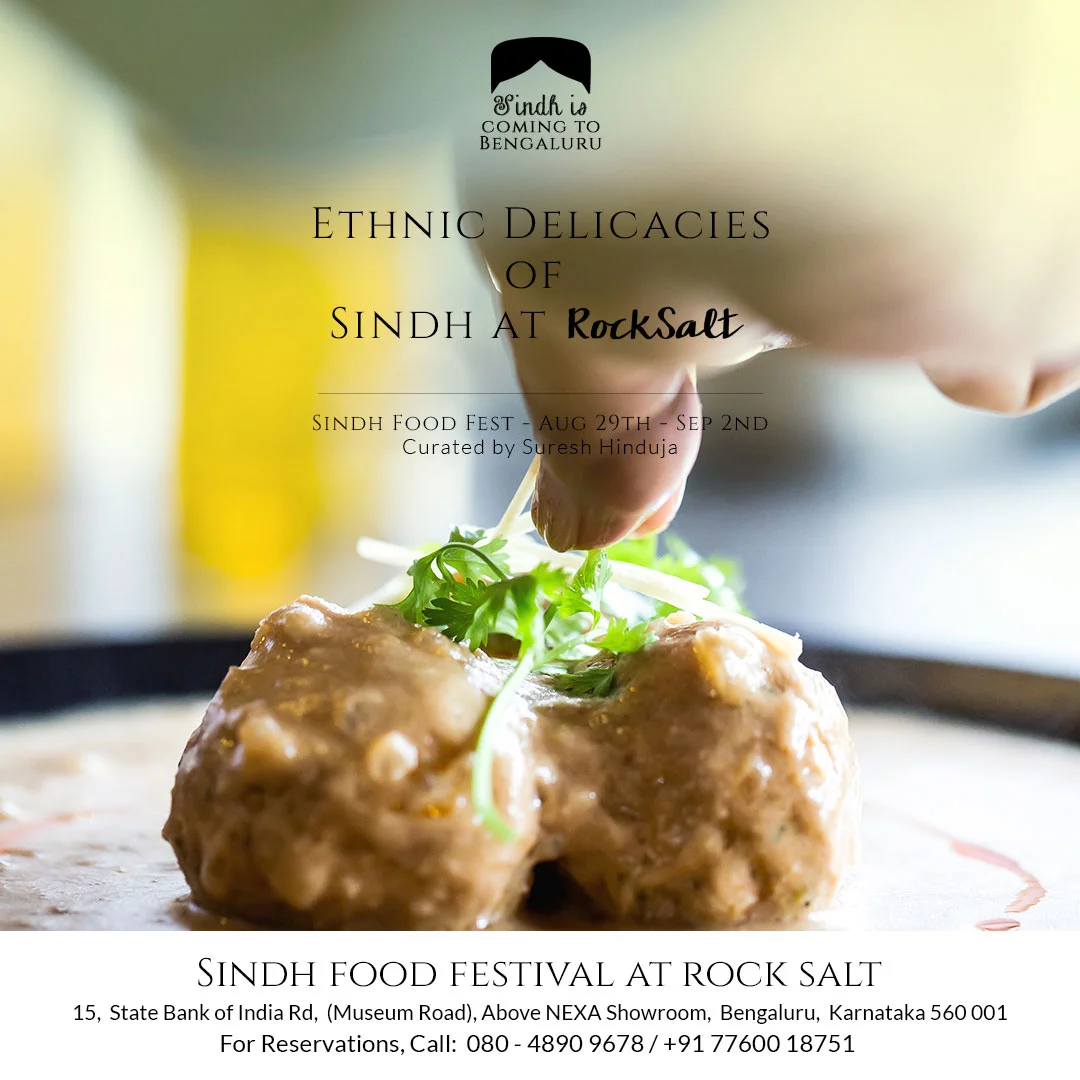 Sindh is
COMING TO
BENGALURU
ETHNIC DELICACIES
OF
SINDH AT RockSalt
SINDH FOOD FEST - AUG 29TH - SEP 2ND
Curated by Suresh Hinduja
SINDH FOOD FESTIVAL AT ROCK SALT
15, State Bank of India Rd, (Museum Road), Above NEXA Showroom, Bengaluru, Karnataka 560 001
For Reservations, Call: 080 - 4890 9678 / +91 77600 18751